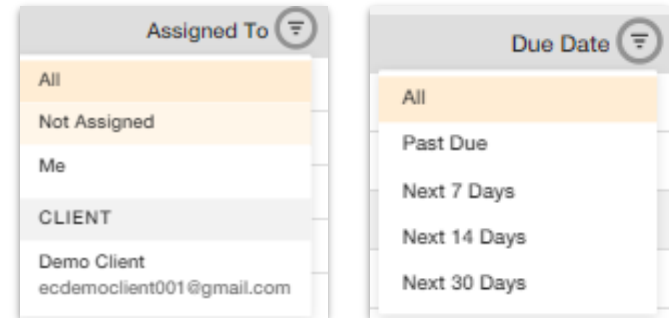 Assigned To
All
Not Assigned
Me
CLIENT
Demo Client
ecdemoclient001@gmail.com
Due Date
All
Past Due
Next 7 Days
Next 14 Days
Next 30 Days